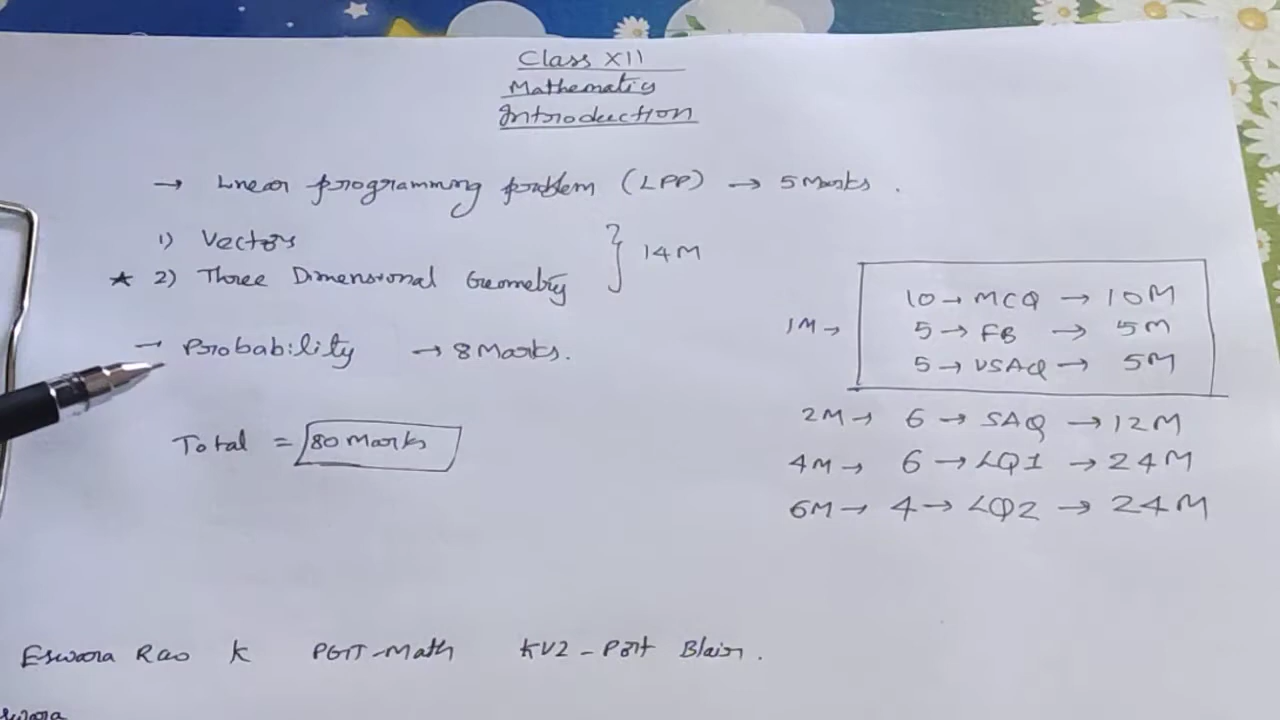 Class XII
Mathematics
Introduction
→ Linear programming problem (LPP) → 5 Marks.
1) Vectors
★ 2) Three Dimensional Geometry } 14M
→ Probability → 8 Marks.
Total = 80 Marks
1M →
10 → MCQ → 10M
5 → FB → 5M
5 → VSAQ → 5M
2M → 6 → SAQ → 12M
4M → 6 → LQ1 → 24M
6M → 4 → LQ2 → 24M
Eswara Rao K PGT-Math KV2 - Port Blair.